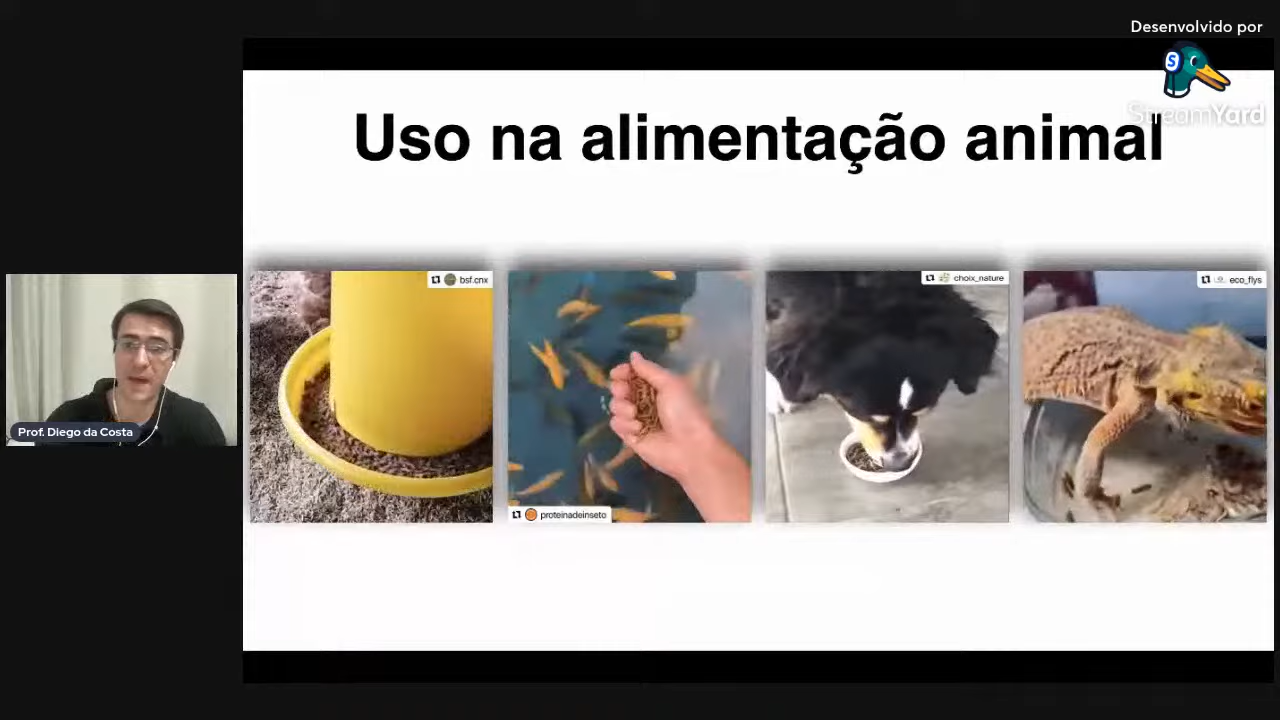 Desenvolvido por
S
StreamYard
Uso na alimentação animal
bsf.cnx
proteinadeinseto
choix_nature
eco_flys
Prof. Diego da Costa